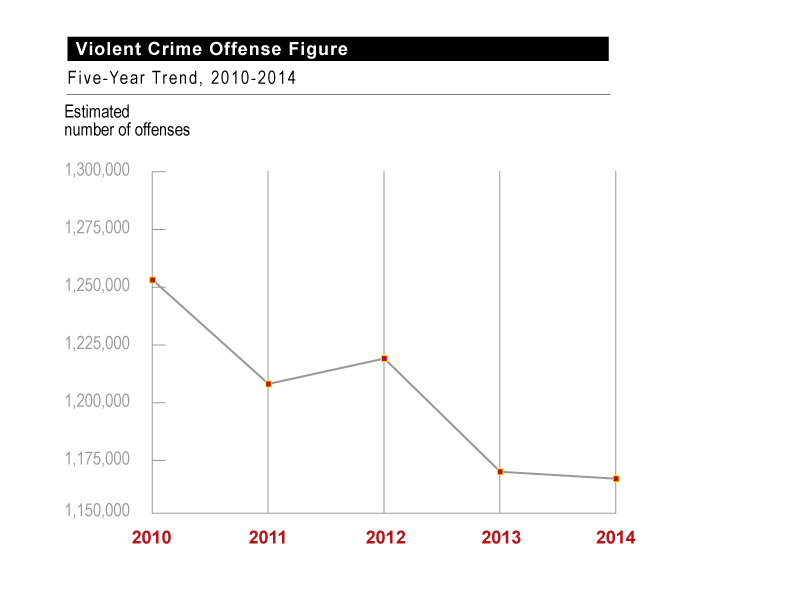 Violent Crime Offense Figure
Five-Year Trend, 2010-2014
Estimated
number of offenses
1,300,000
1,275,000
1,250,000
1,225,000
1,200,000
1,175,000
1,150,000
2010 2011 2012 2013 2014